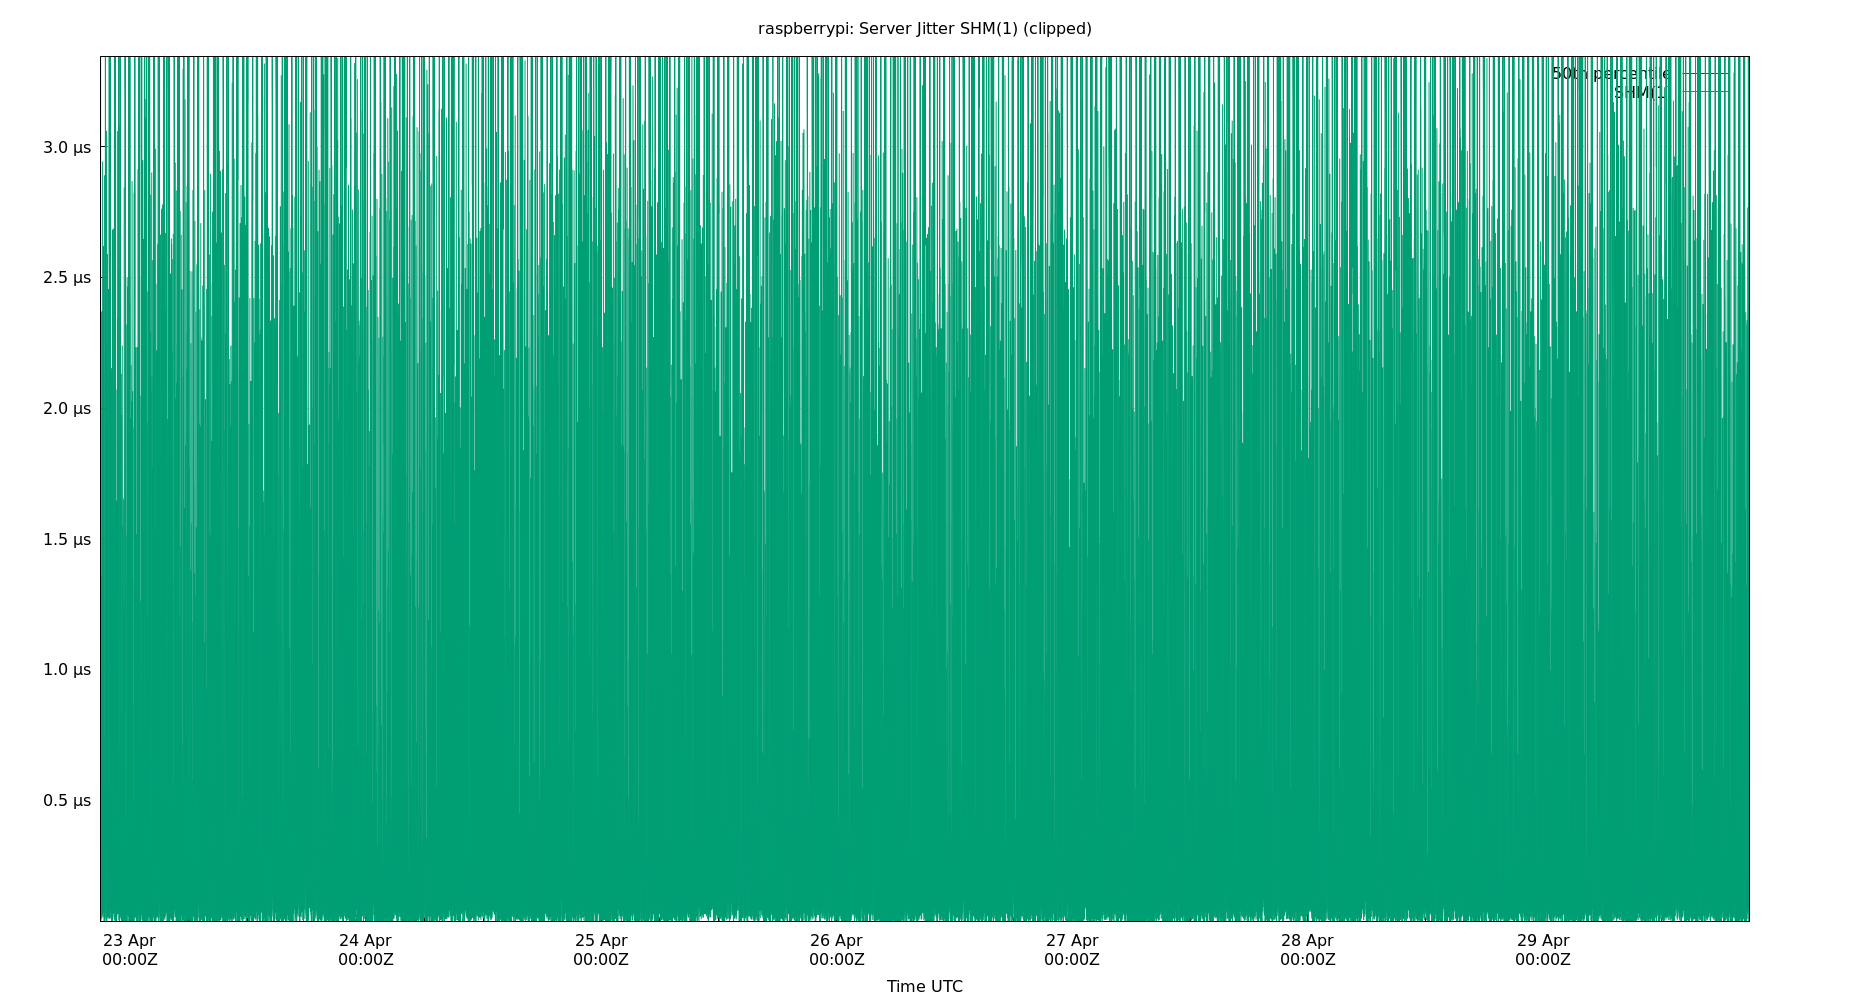 raspberrypi: Server Jitter SHM(1) (clipped)
50th percentile
SHM(1)
3.0 µs
2.5 µs
2.0 µs
1.5 µs
1.0 µs
0.5 µs
23 Apr 24 Apr 25 Apr 26 Apr 27 Apr 28 Apr 29 Apr
00:00Z 00:00Z 00:00Z 00:00Z 00:00Z 00:00Z 00:00Z
Time UTC